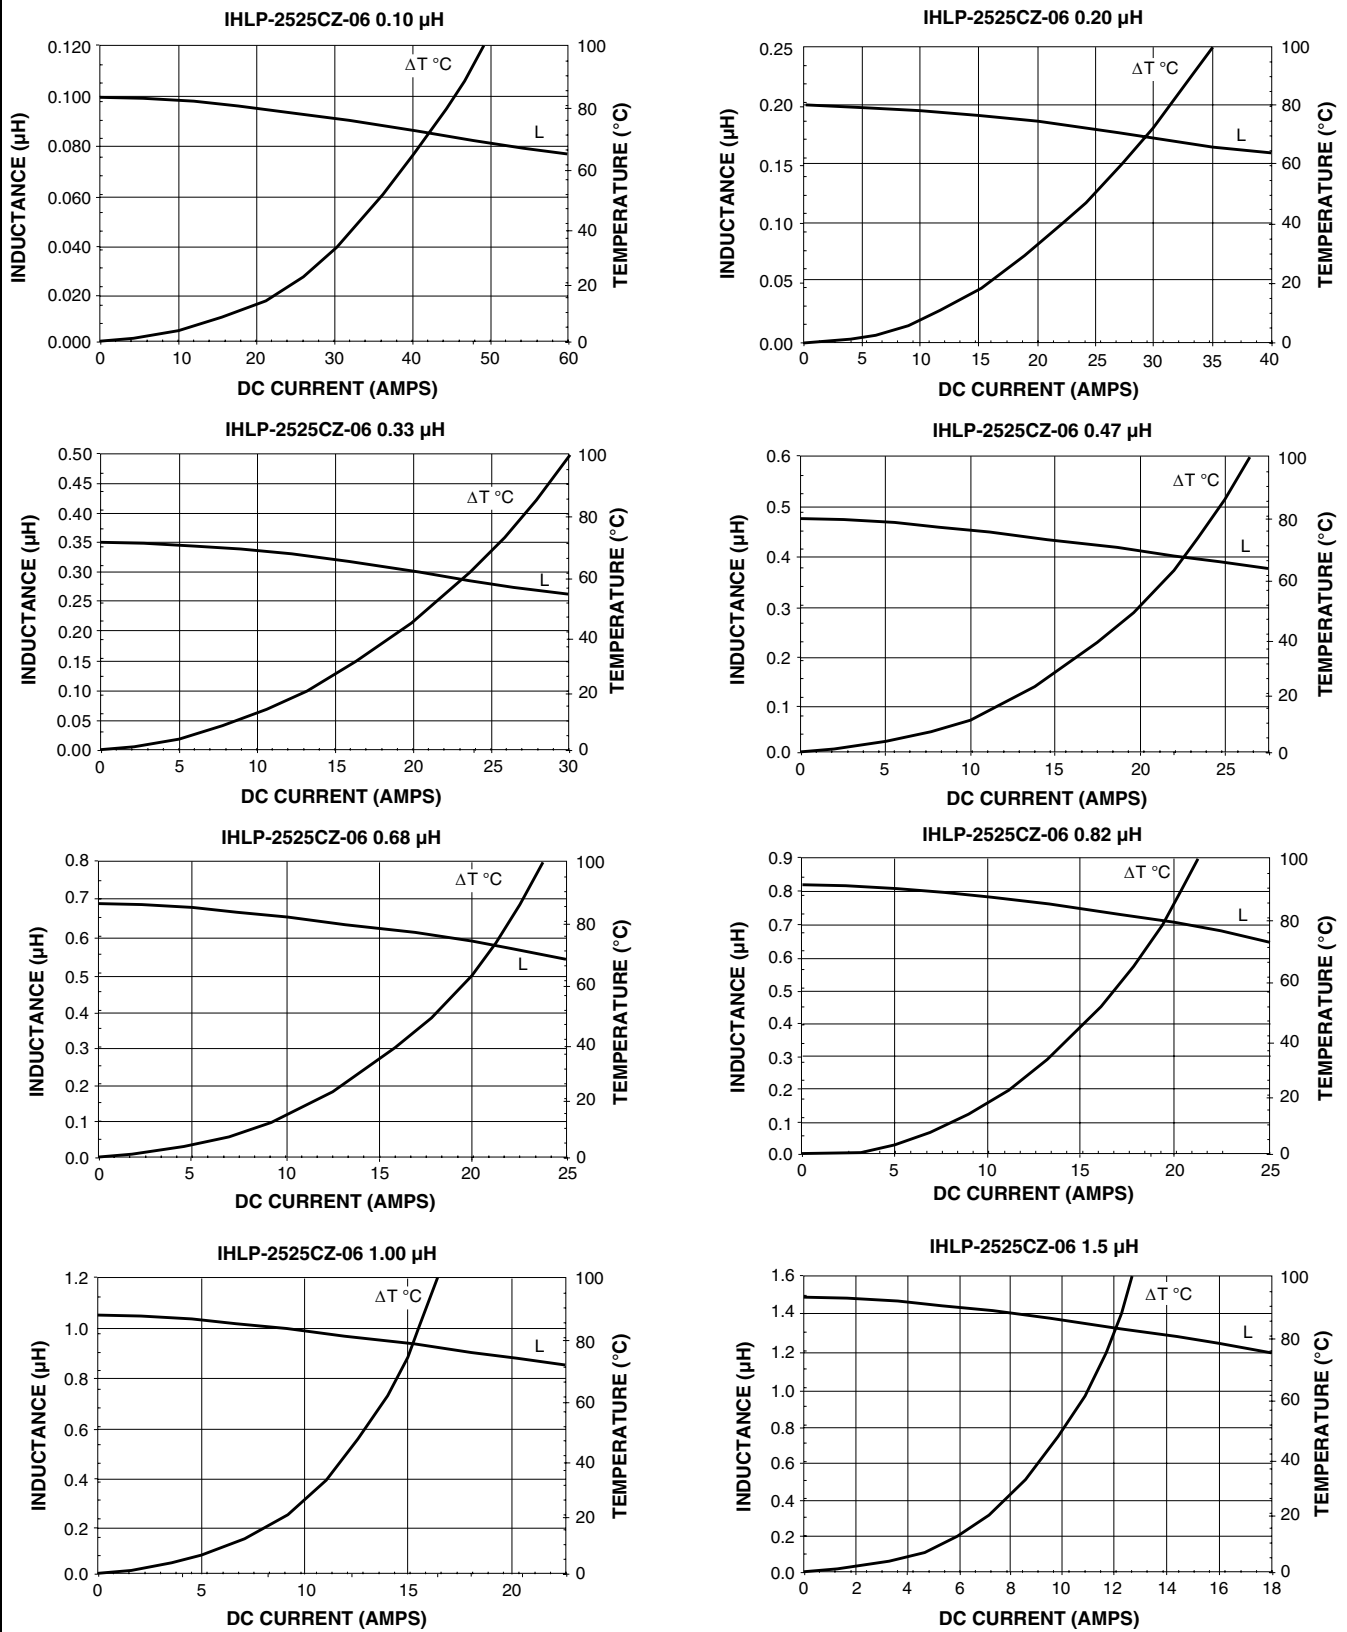 IHLP-2525CZ-06 0.10 µH
INDUCTANCE (µH)
0.120
0.100
0.080
0.060
0.040
0.020
0.000
ΔT °C
L
100
80
60
40
20
0
TEMPERATURE (°C)
0 10 20 30 40 50 60
DC CURRENT (AMPS)
IHLP-2525CZ-06 0.20 µH
INDUCTANCE (µH)
0.25
0.20
0.15
0.10
0.05
0.00
ΔT °C
L
100
80
60
40
20
0
TEMPERATURE (°C)
0 5 10 15 20 25 30 35 40
DC CURRENT (AMPS)
IHLP-2525CZ-06 0.33 µH
INDUCTANCE (µH)
0.50
0.45
0.40
0.35
0.30
0.25
0.20
0.15
0.10
0.05
0.00
ΔT °C
L
100
80
60
40
20
0
TEMPERATURE (°C)
0 5 10 15 20 25 30
DC CURRENT (AMPS)
IHLP-2525CZ-06 0.47 µH
INDUCTANCE (µH)
0.6
0.5
0.4
0.3
0.2
0.1
0.0
ΔT °C
L
100
80
60
40
20
0
TEMPERATURE (°C)
0 5 10 15 20 25
DC CURRENT (AMPS)
IHLP-2525CZ-06 0.68 µH
INDUCTANCE (µH)
0.8
0.7
0.6
0.5
0.4
0.3
0.2
0.1
0.0
ΔT °C
L
100
80
60
40
20
0
TEMPERATURE (°C)
0 5 10 15 20 25
DC CURRENT (AMPS)
IHLP-2525CZ-06 0.82 µH
INDUCTANCE (µH)
0.9
0.8
0.7
0.6
0.5
0.4
0.3
0.2
0.1
0.0
ΔT °C
L
100
80
60
40
20
0
TEMPERATURE (°C)
0 5 10 15 20 25
DC CURRENT (AMPS)
IHLP-2525CZ-06 1.00 µH
INDUCTANCE (µH)
1.2
1.0
0.8
0.6
0.4
0.2
0.0
ΔT °C
L
100
80
60
40
20
0
TEMPERATURE (°C)
0 5 10 15 20
DC CURRENT (AMPS)
IHLP-2525CZ-06 1.5 µH
INDUCTANCE (µH)
1.6
1.4
1.2
1.0
0.8
0.6
0.4
0.2
0.0
ΔT °C
L
100
80
60
40
20
0
TEMPERATURE (°C)
0 2 4 6 8 10 12 14 16 18
DC CURRENT (AMPS)